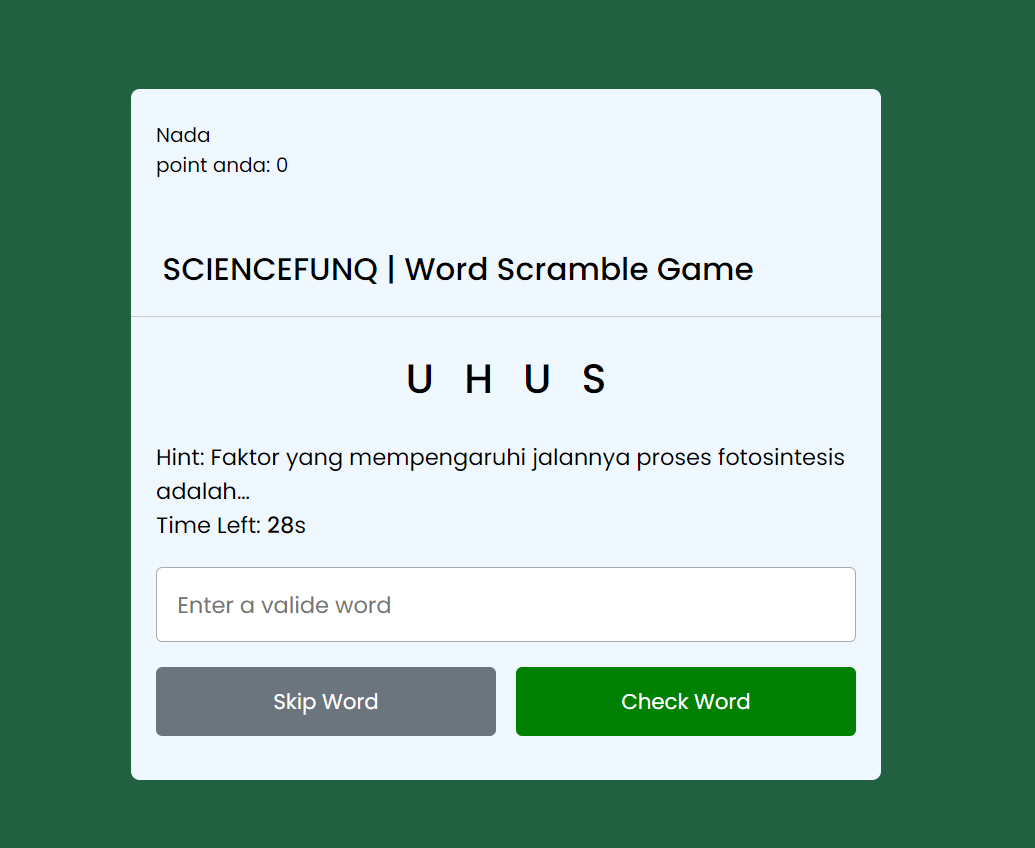 Nada
point anda: 0
SCIENCEFUNQ | Word Scramble Game
U H U S
Hint: Faktor yang mempengaruhi jalannya proses fotosintesis
adalah...
Time Left: 28s
Enter a valide word
Skip Word
Check Word